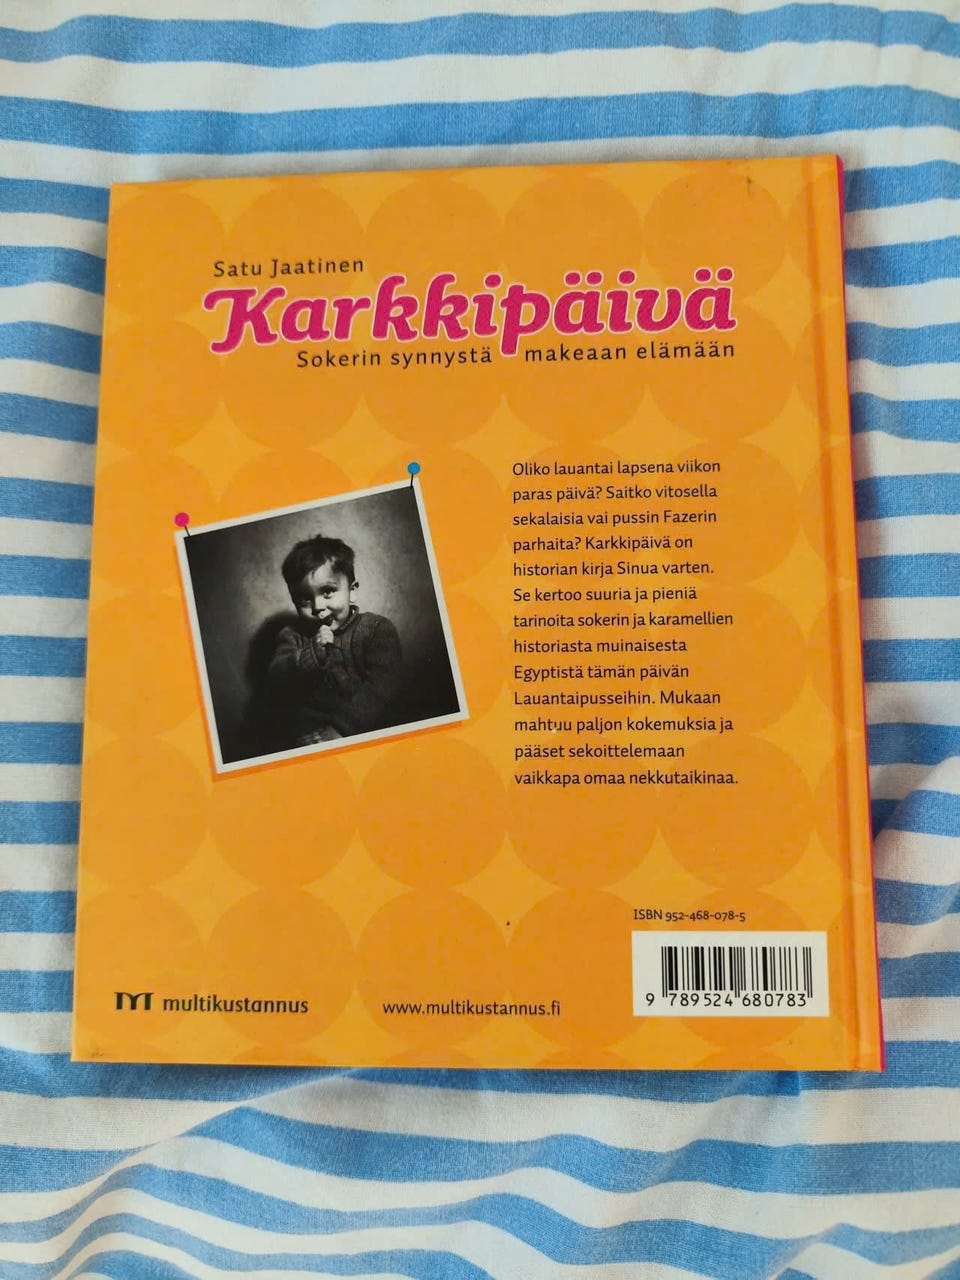 Satu Jaatinen
Karkkipäivä
Sokerin synnystä makeaan elämään
Oliko lauantai lapsena viikon
paras päivä? Saitko vitosella
sekalaisia vai pussin Fazerin
parhaita? Karkkipäivä on
historian kirja Sinua varten.
Se kertoo suuria ja pieniä
tarinoita sokerin ja karamellien
historiasta muinaisesta
Egyptistä tämän päivän
Lauantaipusseihin. Mukaan
mahtuu paljon kokemuksia ja
pääset sekoittelemaan
vaikkapa omaa nekkutaikinaa.
ISBN 952-468-078-5
9 789524 680783
multikustannus
www.multikustannus.fi